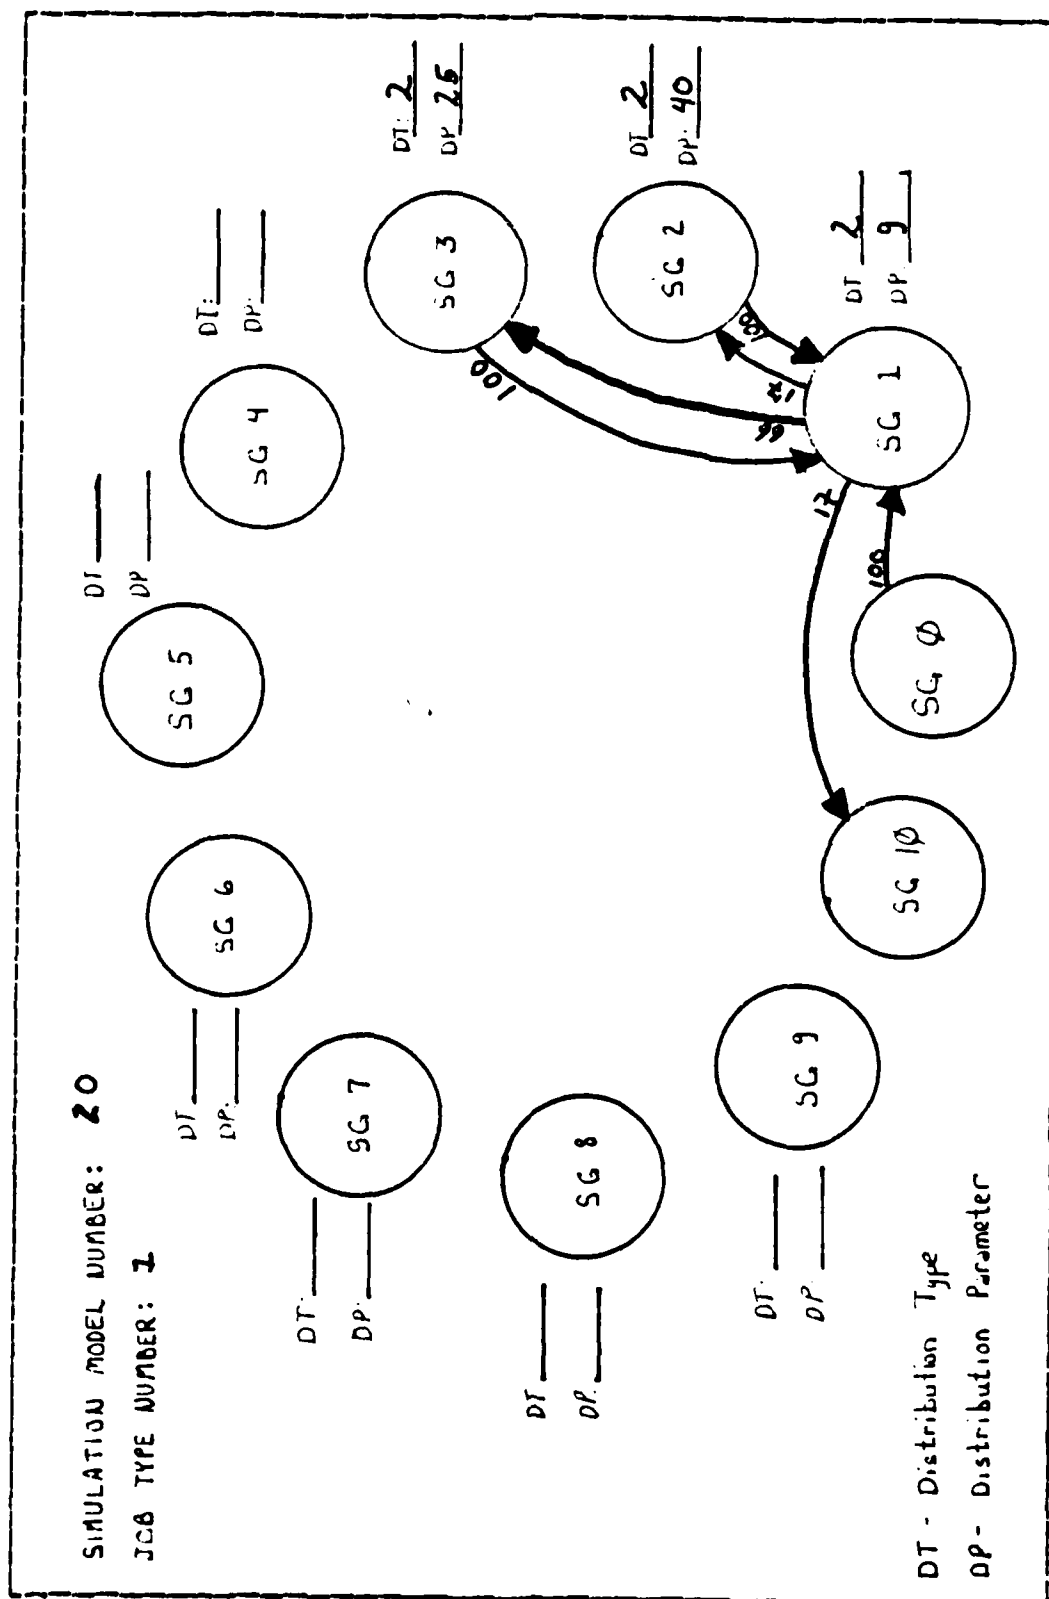 SIMULATION MODEL NUMBER: 20
JOB TYPE NUMBER: 1
DT
DP
SG 5
DT:
DP:
SG 4
DT: 2
DP 25
SG 3
DT 2
DP: 40
SG 2
DT 2
DP: 9
SG 1
SG Ø
SG 1Ø
SG 9
DT:
DP
SG 8
DT
DP:
SG 7
DT:
DP:
SG 6
DT
DP:
100
66
17
100
17
100
DT - Distribution Type
DP - Distribution Parameter